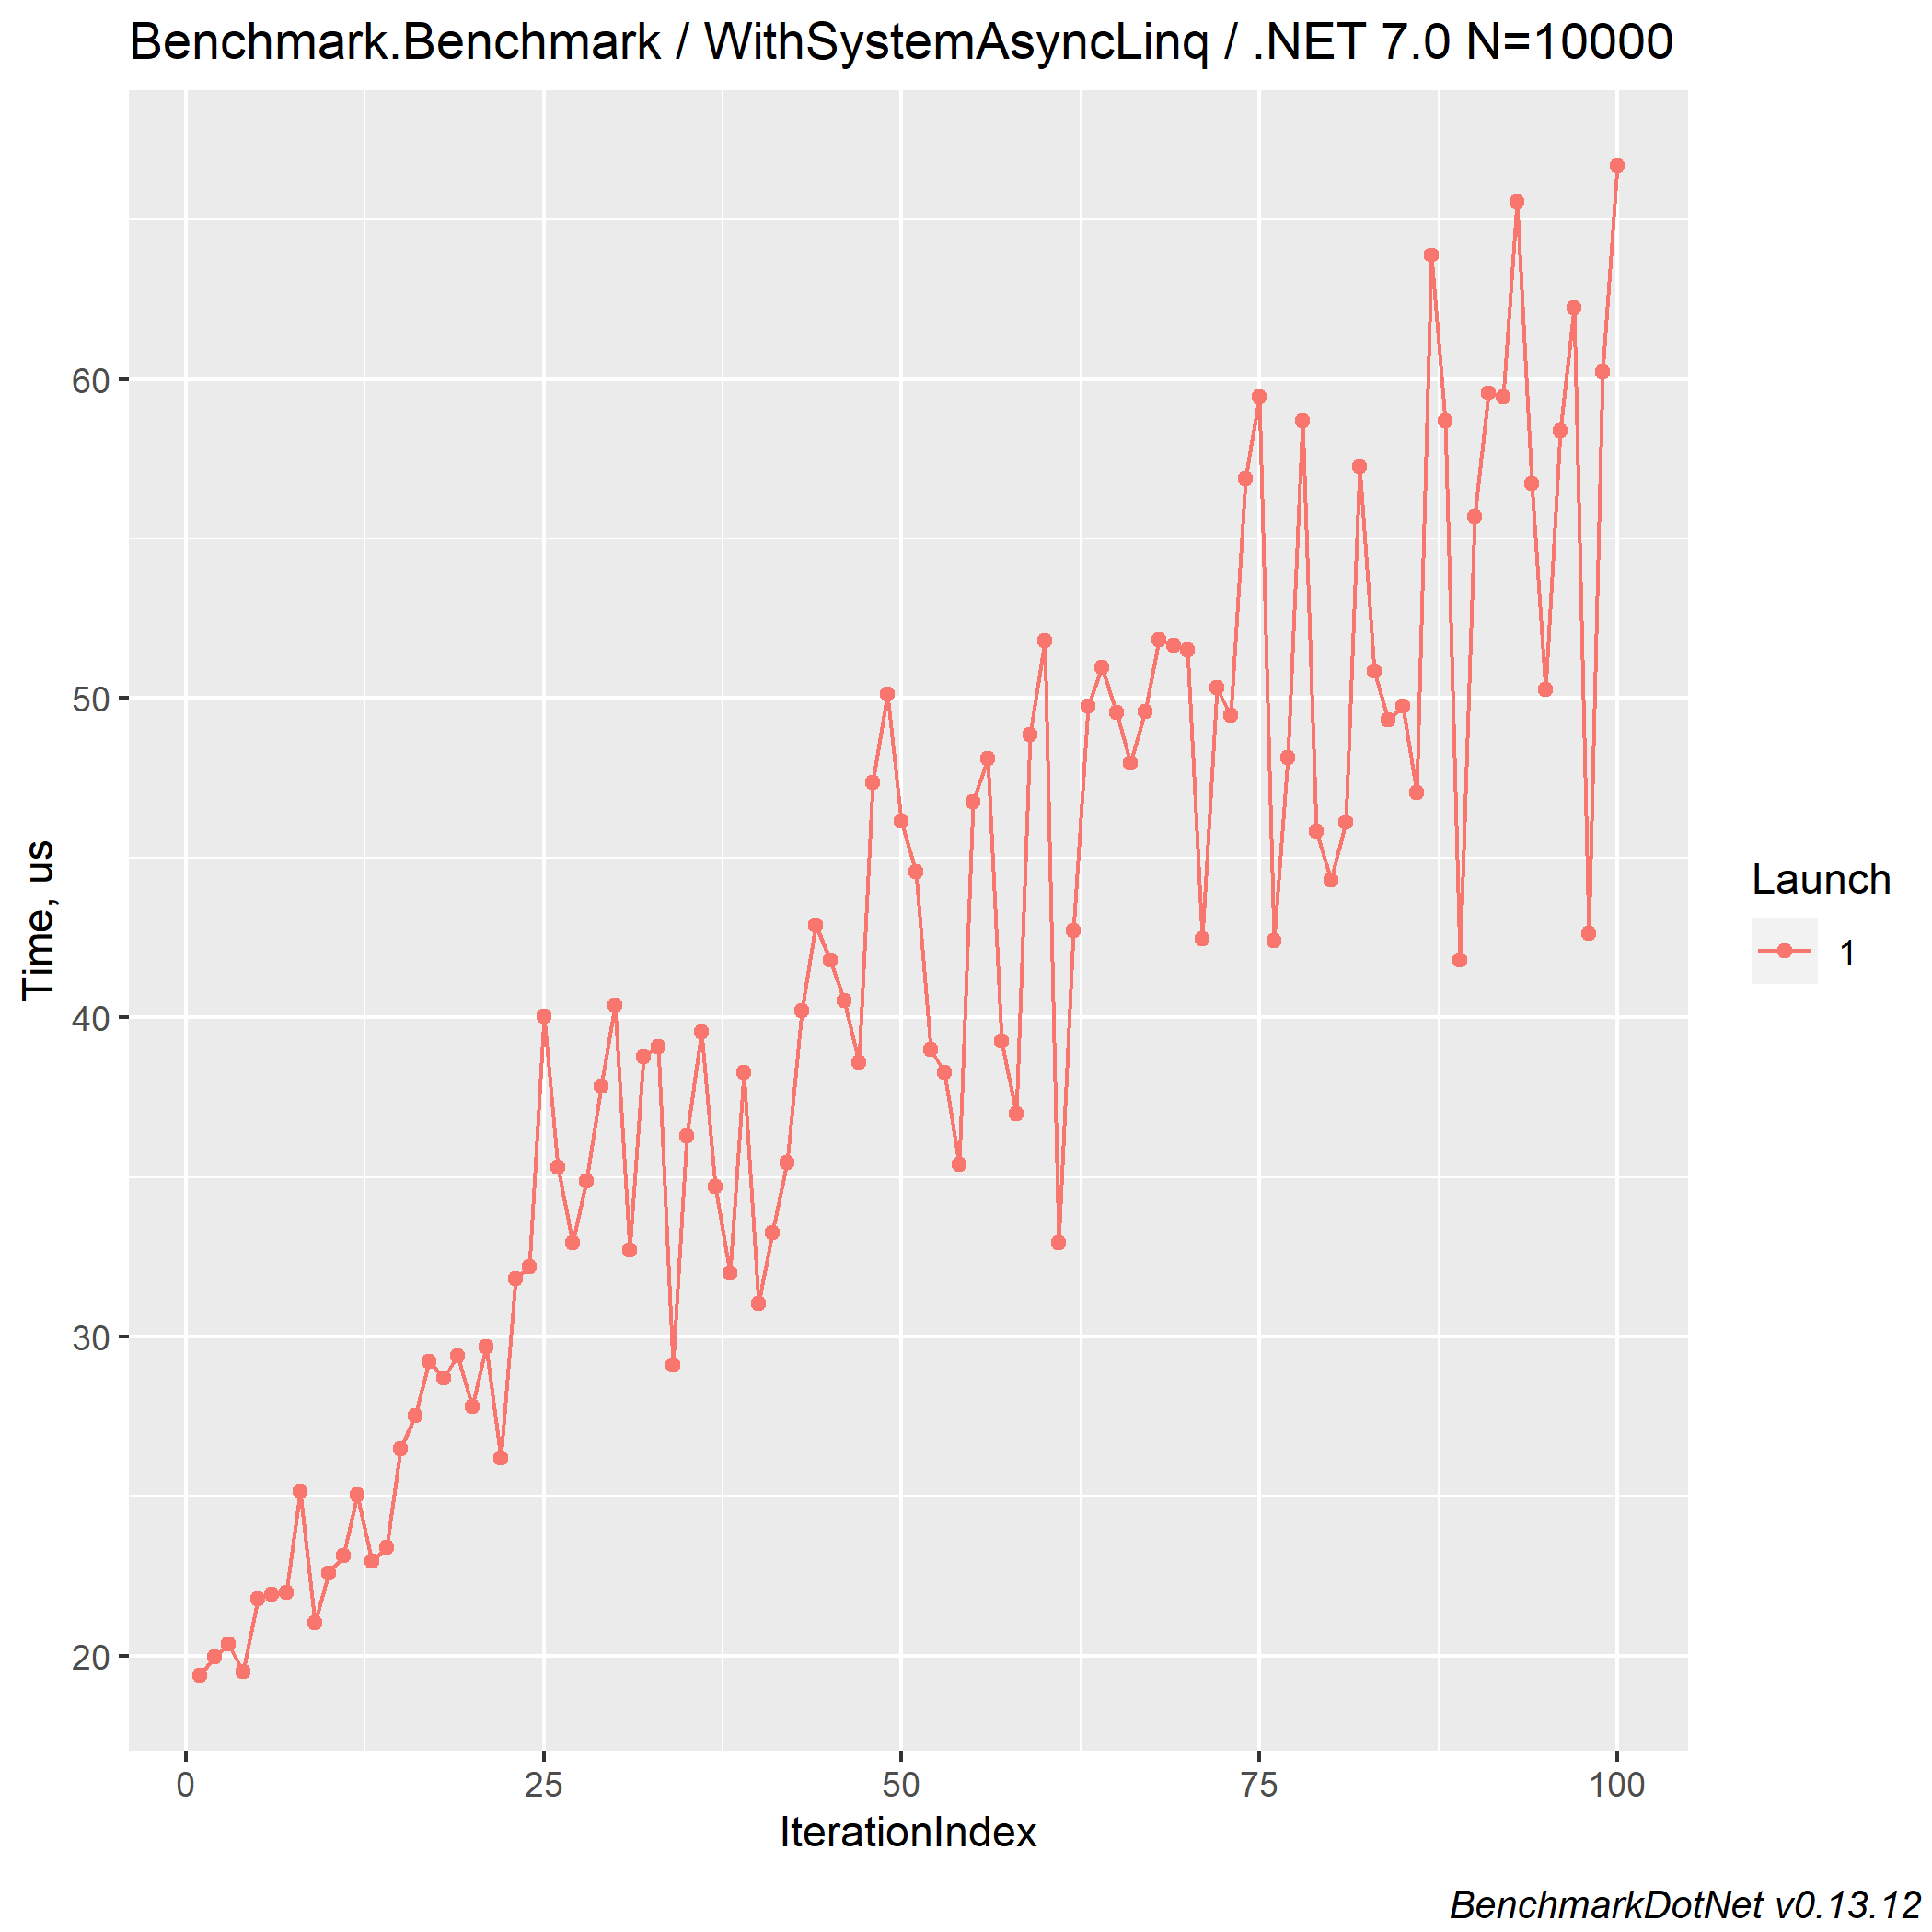 Benchmark.Benchmark / WithSystemAsyncLinq / .NET 7.0 N=10000
Time, us
60
50
40
30
20
0 25 50 75 100
IterationIndex
Launch
1
BenchmarkDotNet v0.13.12